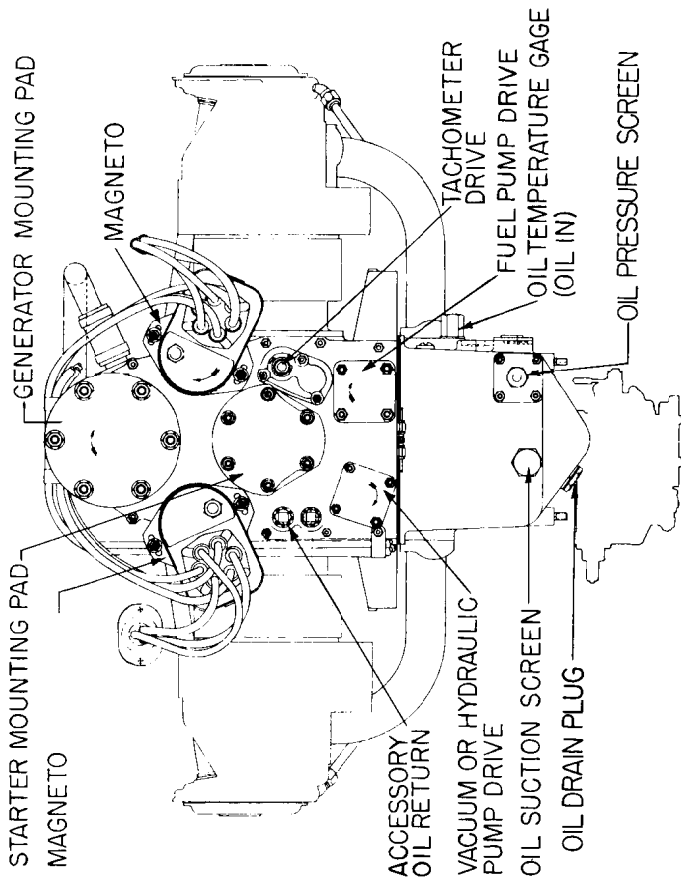 STARTER MOUNTING PAD
MAGNETO
GENERATOR MOUNTING PAD
MAGNETO
ACCESSORY
OIL RETURN
VACUUM OR HYDRAULIC
PUMP DRIVE
OIL SUCTION SCREEN
OIL DRAIN PLUG
TACHOMETER
DRIVE
FUEL PUMP DRIVE
OIL TEMPERATURE GAGE
(OIL IN)
OIL PRESSURE SCREEN